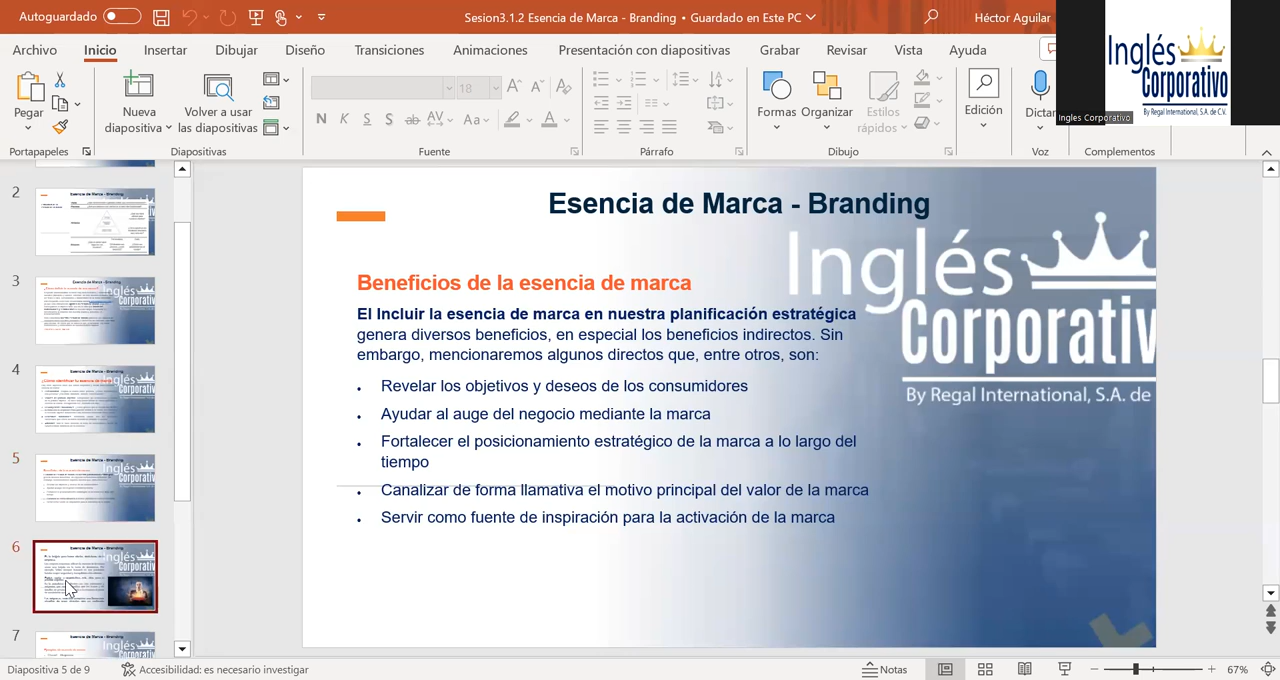 Autoguardado
Sesion3.1.2 Esencia de Marca - Branding • Guardado en Este PC
Héctor Aguilar
Archivo Inicio Insertar Dibujar Diseño Transiciones Animaciones Presentación con diapositivas Grabar Revisar Vista Ayuda
Pegar
Nueva
diapositiva
Volver a usar
las diapositivas
18
N K S S ab AV Aa A
Formas
Organizar
Estilos
rápidos
Edición
Dictar
Portapapeles Diapositivas Fuente Párrafo Dibujo Voz Complementos
Inglés
Corporativo
By Regal International, S.A. de C.V.
Ingles Corporativo
2
3
4
5
6
7
Esencia de Marca - Branding
Beneficios de la esencia de marca
El Incluir la esencia de marca en nuestra planificación estratégica
genera diversos beneficios, en especial los beneficios indirectos. Sin
embargo, mencionaremos algunos directos que, entre otros, son:
• Revelar los objetivos y deseos de los consumidores
• Ayudar al auge del negocio mediante la marca
• Fortalecer el posicionamiento estratégico de la marca a lo largo del
tiempo
• Canalizar de forma llamativa el motivo principal del valor de la marca
• Servir como fuente de inspiración para la activación de la marca
Inglés
Corporativ
By Regal International, S.A. de
Diapositiva 5 de 9
Accesibilidad: es necesario investigar
Notas
67%